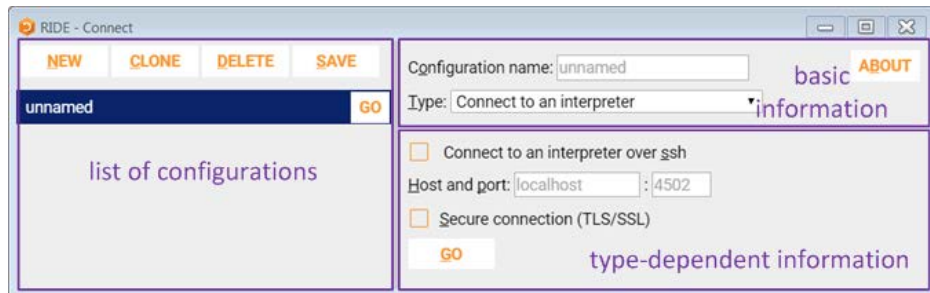 RIDE - Connect
NEW CLONE DELETE SAVE
unnamed GO
list of configurations
Configuration name: unnamed
ABOUT
Type: Connect to an interpreter
basic
information
Connect to an interpreter over ssh
Host and port: localhost : 4502
Secure connection (TLS/SSL)
GO
type-dependent information